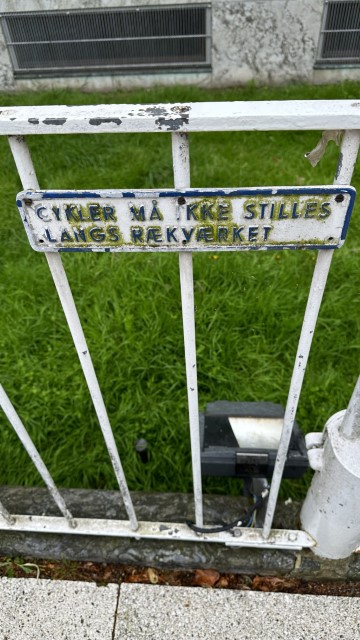 CYKLER MÅ IKKE STILLES
LANGS RÆKVÆRKET